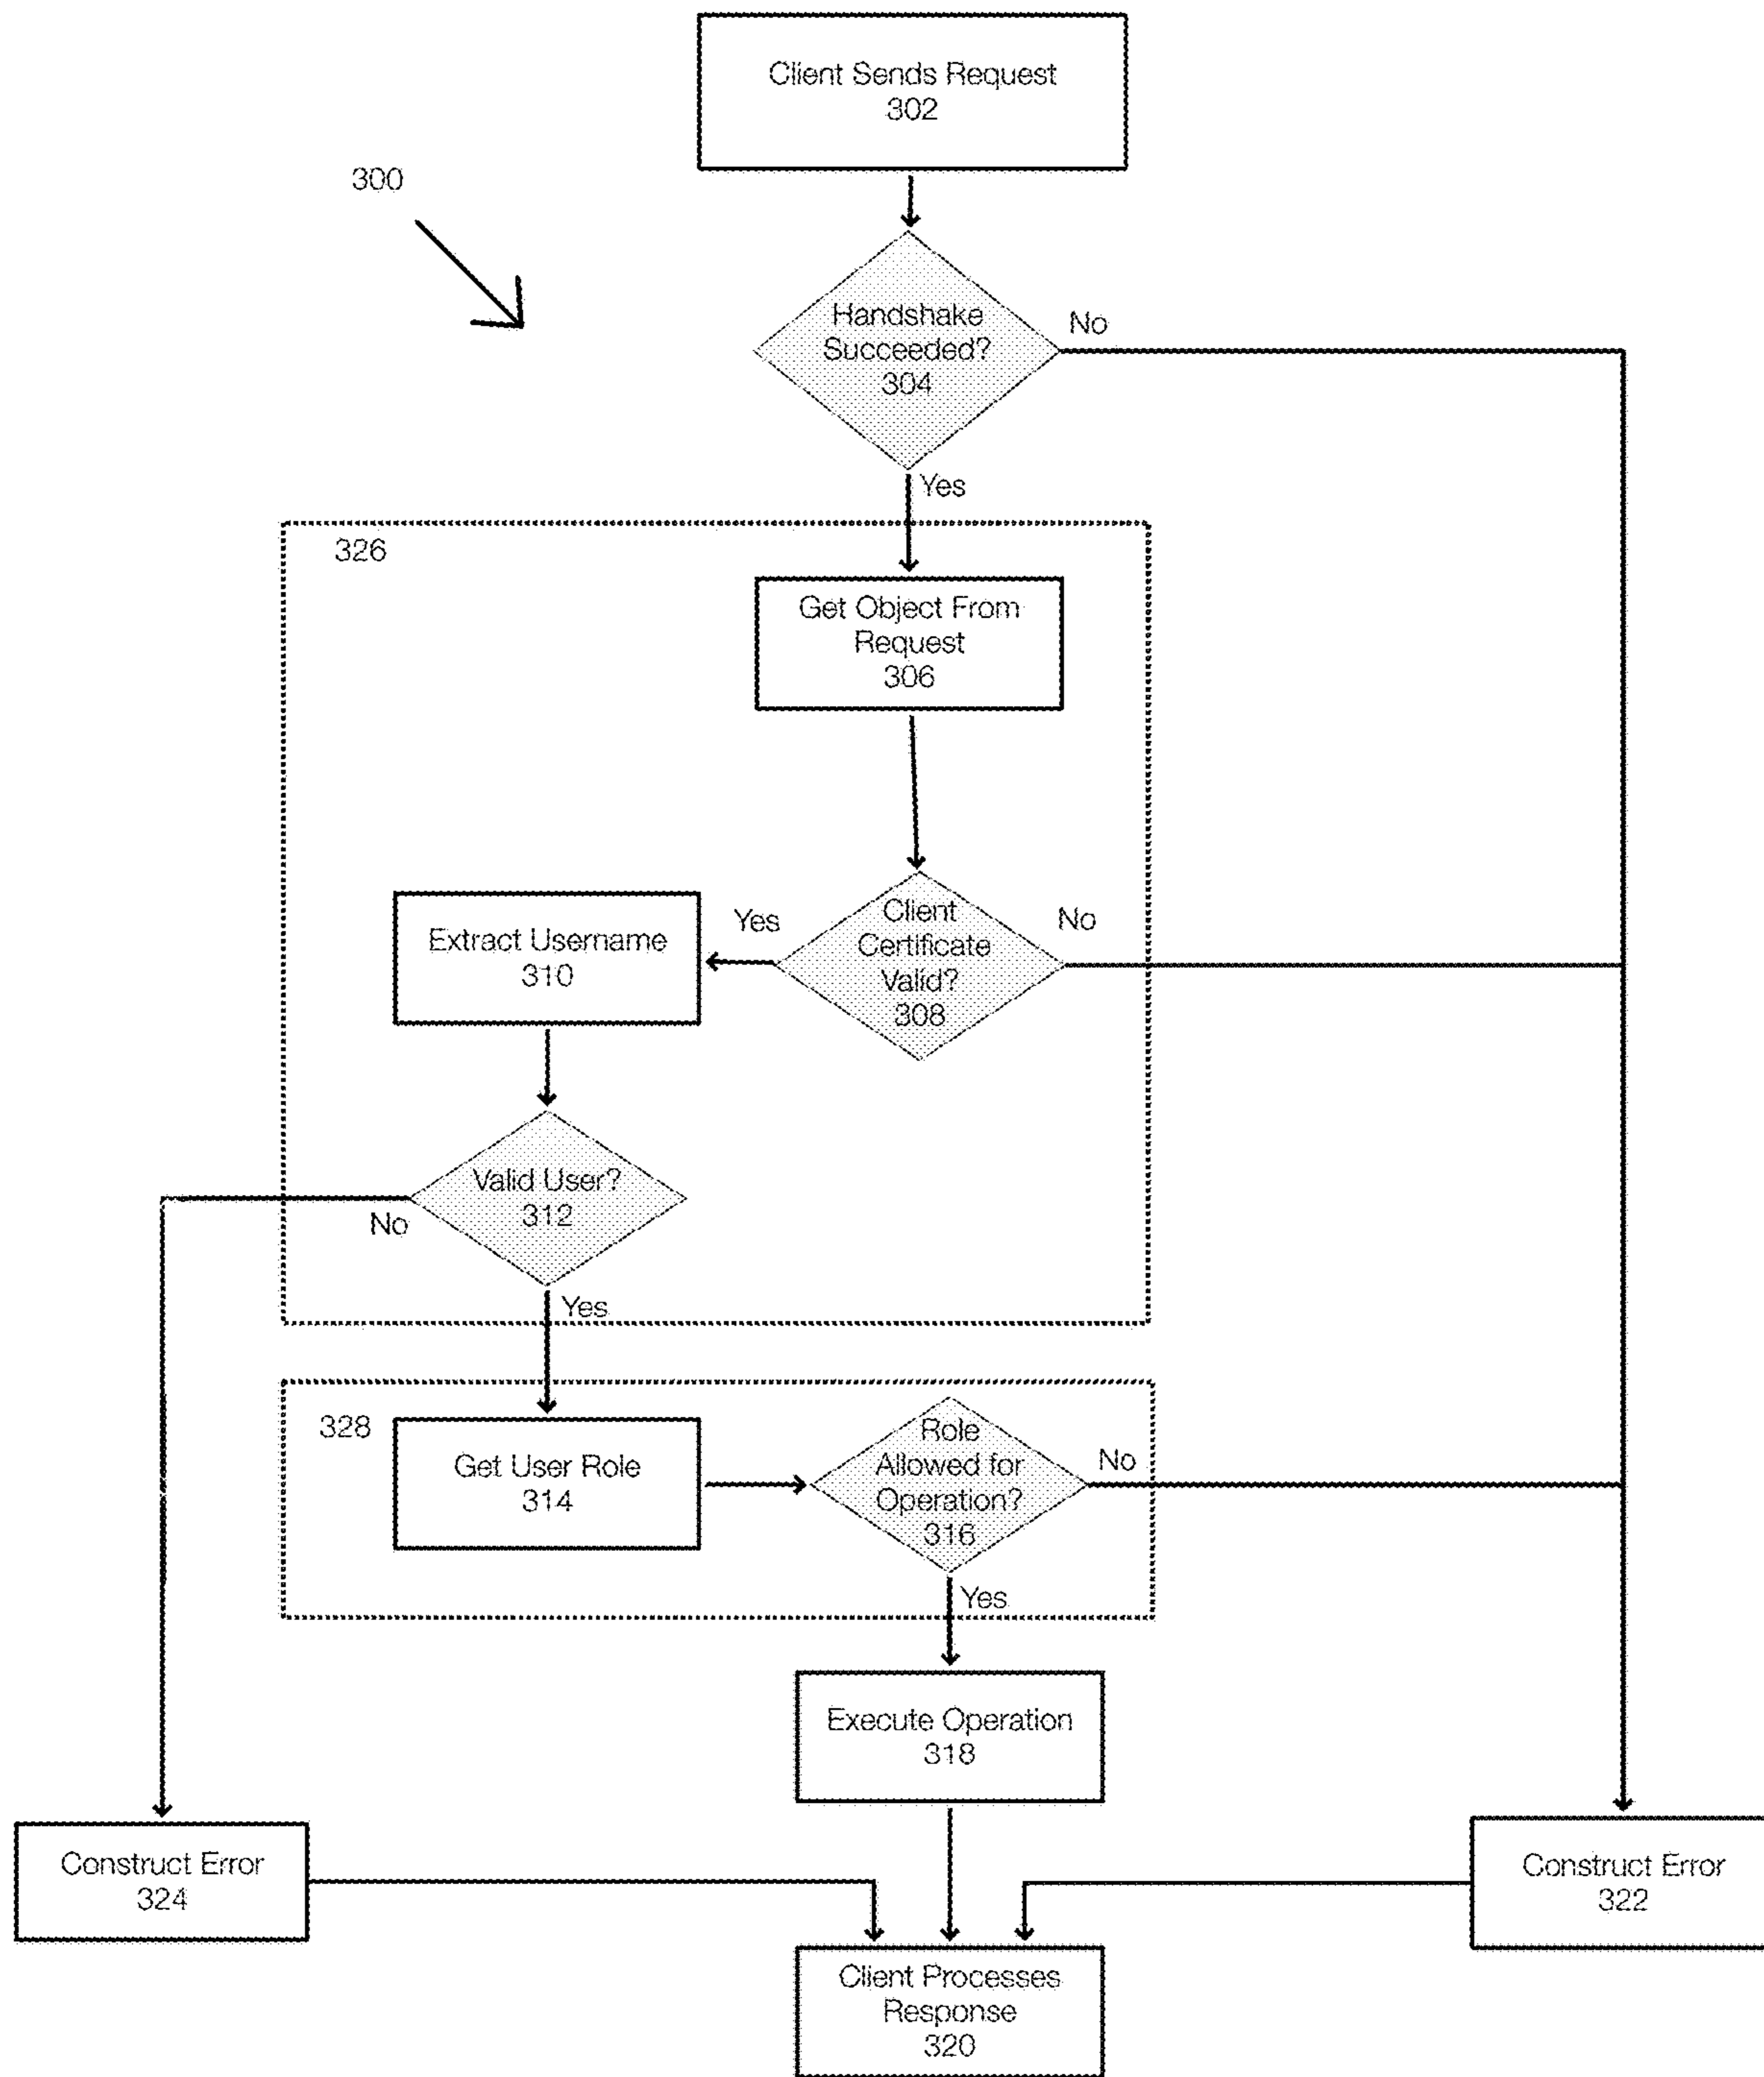 Client Sends Request
302
300
Handshake
Succeeded?
304
No
Yes
326
Get Object From
Request
306
Client
Certificate
Valid?
308
Yes
No
Extract Username
310
Valid User?
312
No
Yes
328
Get User Role
314
Role
Allowed for
Operation?
316
No
Yes
Execute Operation
318
Construct Error
324
Construct Error
322
Client Processes
Response
320